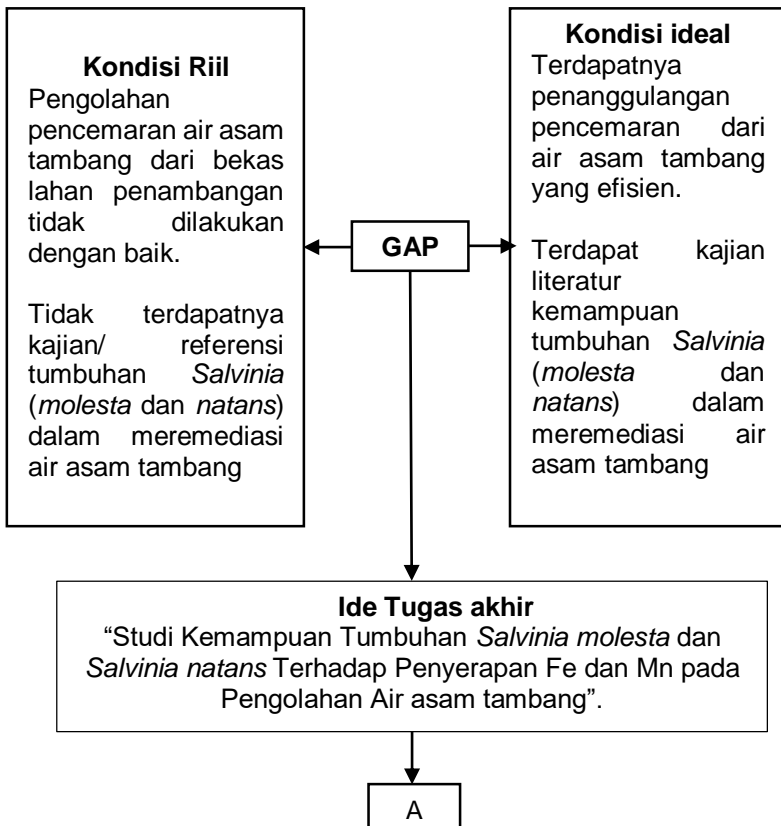 Kondisi Riil
Pengolahan
pencemaran air asam
tambang dari bekas
lahan penambangan
tidak dilakukan
dengan baik.
Tidak terdapatnya
kajian/ referensi
tumbuhan Salvinia
(molesta dan natans)
dalam meremediasi
air asam tambang
GAP
Kondisi ideal
Terdapatnya
penanggulangan
pencemaran dari
air asam tambang
yang efisien.
Terdapat kajian
literatur
kemampuan
tumbuhan Salvinia
(molesta dan
natans) dalam
meremediasi air
asam tambang
Ide Tugas akhir
“Studi Kemampuan Tumbuhan Salvinia molesta dan
Salvinia natans Terhadap Penyerapan Fe dan Mn pada
Pengolahan Air asam tambang”.
A